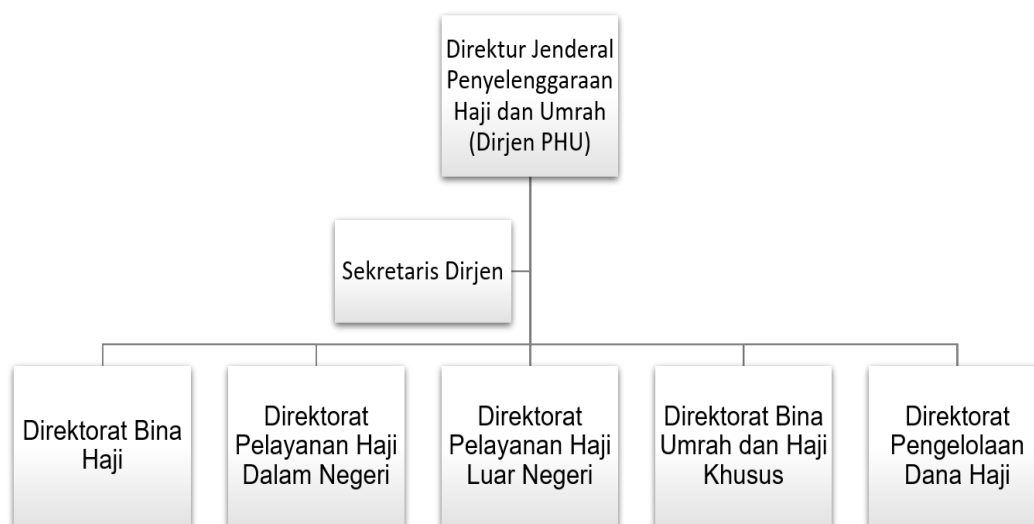 Direktur Jenderal
Penyelenggaraan
Haji dan Umrah
(Dirjen PHU)
Sekretaris Dirjen
Direktorat Bina
Haji
Direktorat
Pelayanan Haji
Dalam Negeri
Direktorat
Pelayanan Haji
Luar Negeri
Direktorat Bina
Umrah dan Haji
Khusus
Direktorat
Pengelolaan
Dana Haji